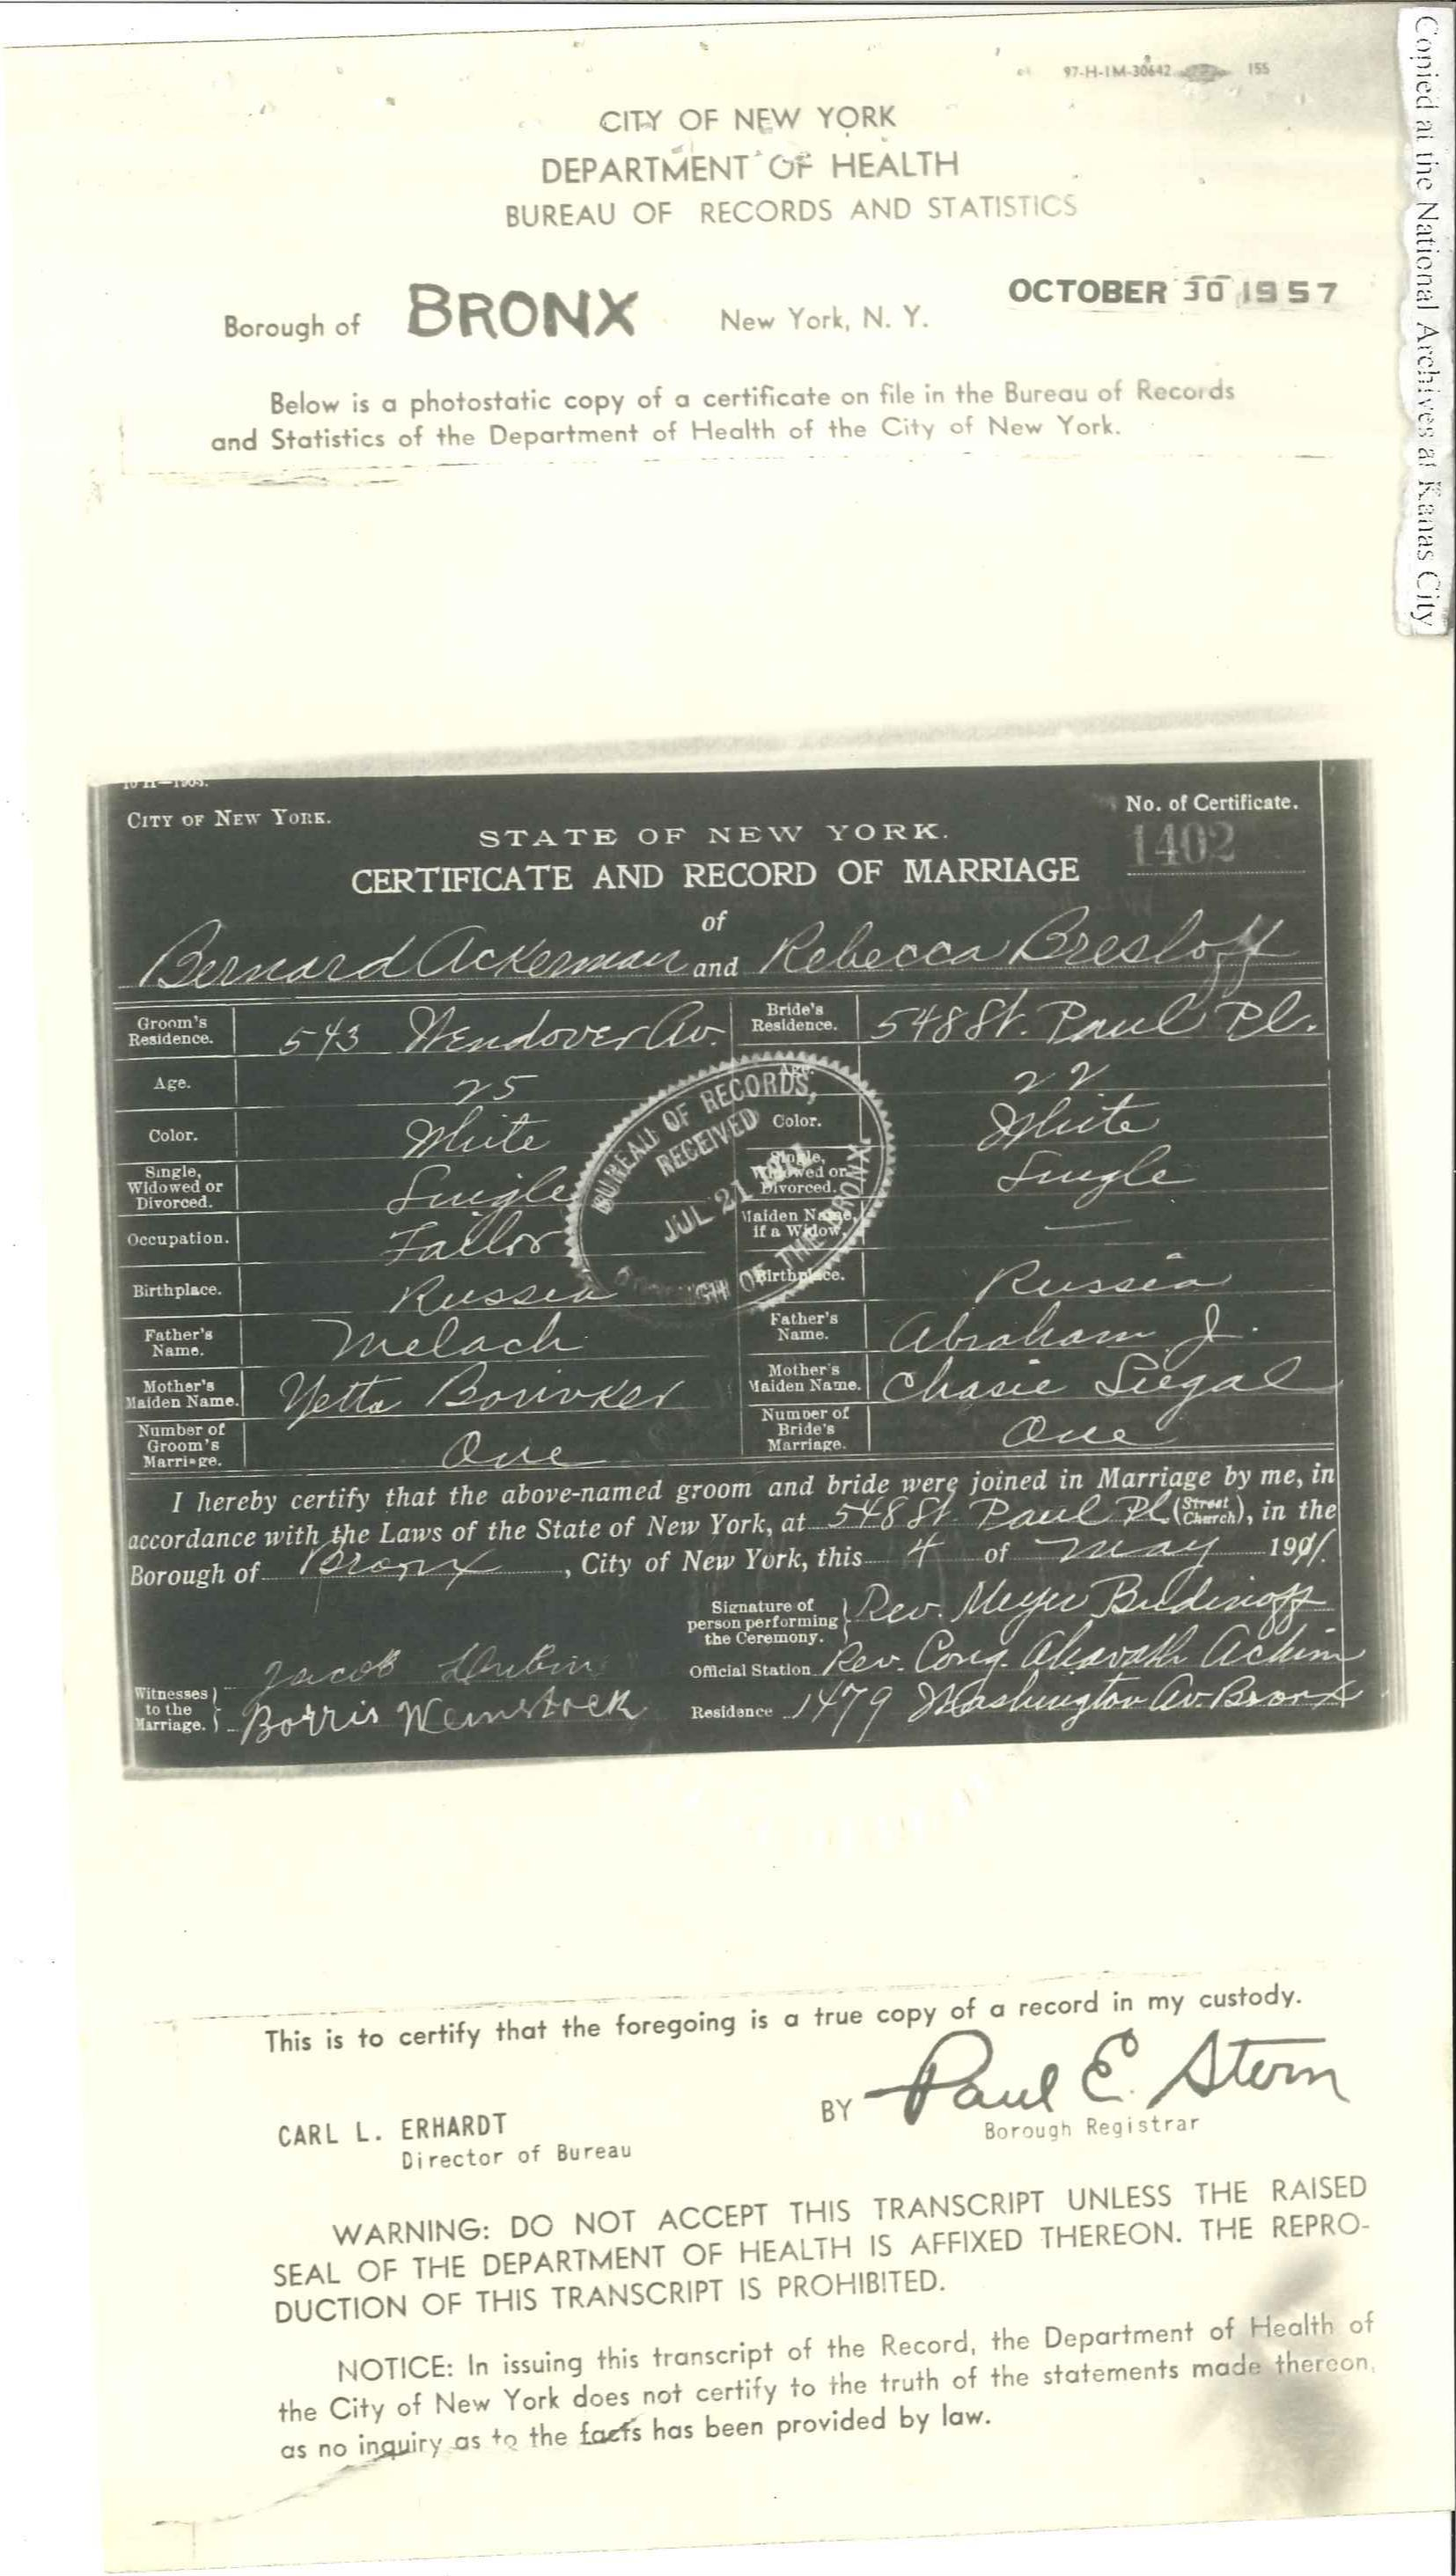 97-H-1M-30642 155
Copied at the National Archives at Kanas City
CITY OF NEW YORK
DEPARTMENT OF HEALTH
BUREAU OF RECORDS AND STATISTICS
OCTOBER 30 1957
Borough of BRONX New York, N. Y.
Below is a photostatic copy of a certificate on file in the Bureau of Records
and Statistics of the Department of Health of the City of New York.
CITY OF NEW YORK.
No. of Certificate.
1402
STATE OF NEW YORK.
CERTIFICATE AND RECORD OF MARRIAGE
of
Bernard Ackerman and Rebecca Bresloff
Groom's Residence. 543 Wendover Av. Bride's Residence. 548 St. Paul Pl.
Age. 25 Age. 22
Color. White Color. White
Single, Widowed or Divorced. Single Single, Widowed or Divorced. Single
Occupation. Tailor Maiden Name, if a Widow. —
Birthplace. Russia Birthplace. Russia
Father's Name. Melach Father's Name. Abraham J.
Mother's Maiden Name. Yetta Mother's Maiden Name. Chasie Siegal
Number of Groom's Marriage. One Number of Bride's Marriage. One
BUREAU OF RECORDS,
RECEIVED
JUL 21
BOROUGH OF THE BRONX
I hereby certify that the above-named groom and bride were joined in Marriage by me, in
accordance with the Laws of the State of New York, at 548 St. Paul Pl (Street Church), in the
Borough of Bronx, City of New York, this 4 of May
Signature of person performing the Ceremony. Rev. Meyer Budinoff
Official Station Rev. Cong. Ahavath Achim
Residence 1479 Washington Av. Bronx
Witnesses to the Marriage. Jacob
Borris Weinstock
This is to certify that the foregoing is a true copy of a record in my custody.
CARL L. ERHARDT
Director of Bureau
BY Paul E. Stern
Borough Registrar
WARNING: DO NOT ACCEPT THIS TRANSCRIPT UNLESS THE RAISED
SEAL OF THE DEPARTMENT OF HEALTH IS AFFIXED THEREON. THE REPRO-
DUCTION OF THIS TRANSCRIPT IS PROHIBITED.
NOTICE: In issuing this transcript of the Record, the Department of Health of
the City of New York does not certify to the truth of the statements made thereon,
as no inquiry as to the facts has been provided by law.